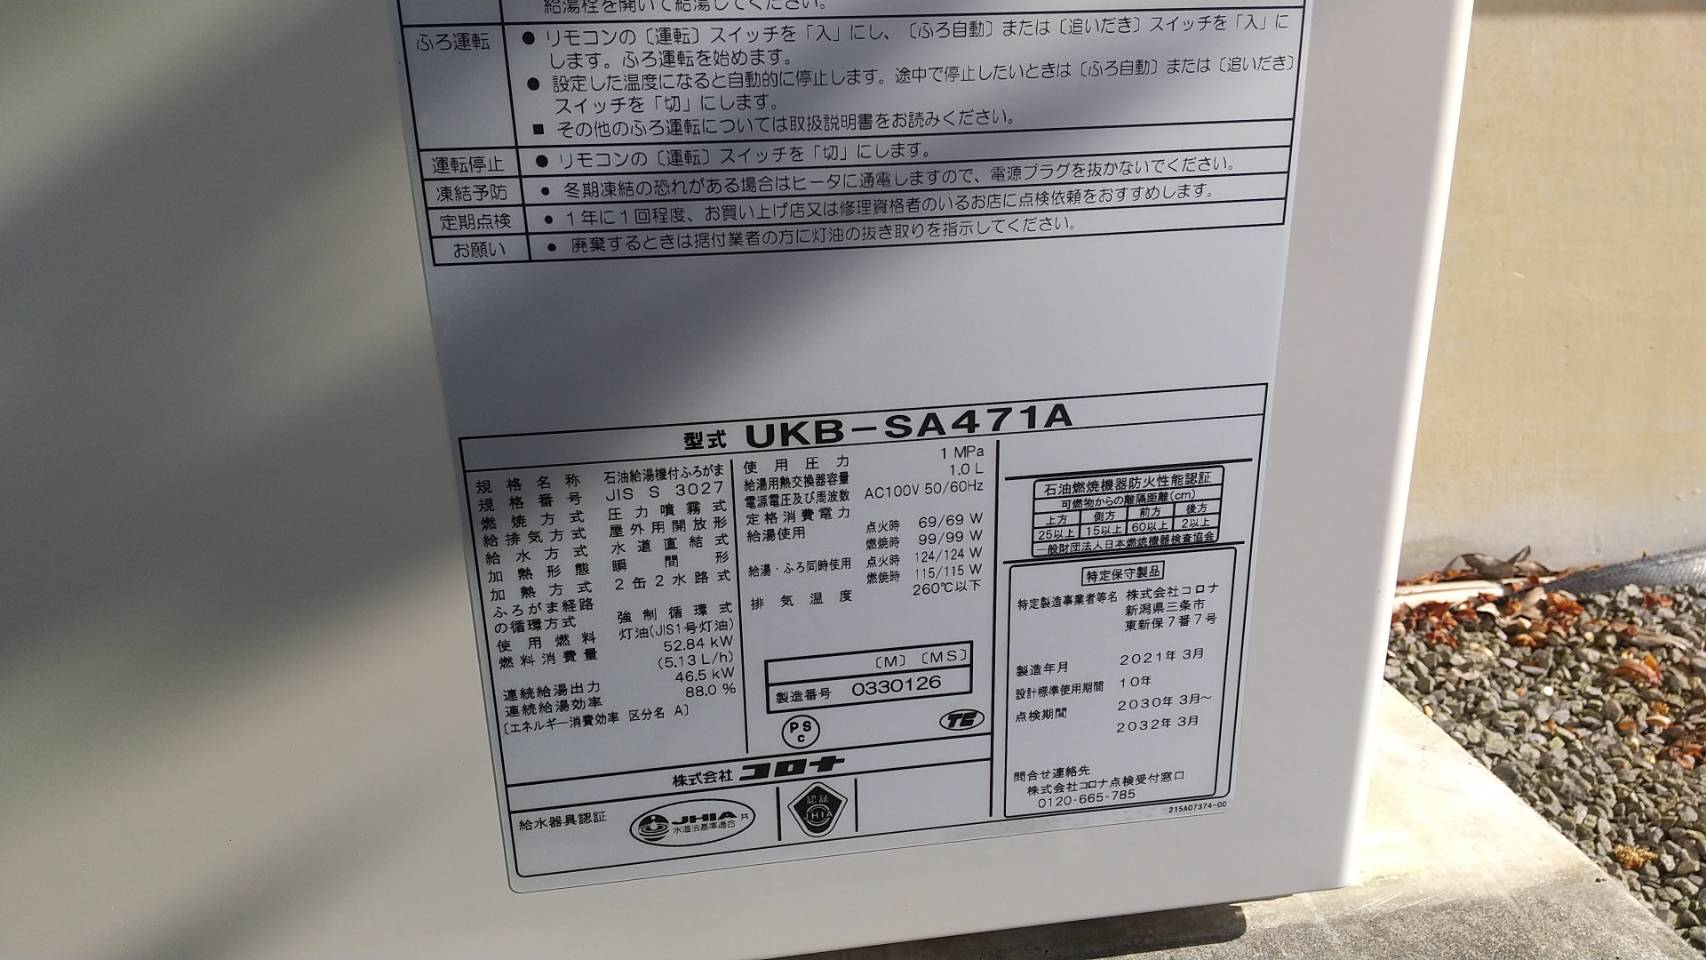 給湯栓を開いて給湯してください。
ふろ運転
● リモコンの〔運転〕スイッチを「入」にし、〔ふろ自動〕または〔追いだき〕スイッチを「入」に
します。ふろ運転を始めます。
● 設定した温度になると自動的に停止します。途中で停止したいときは〔ふろ自動〕または〔追いだき〕
スイッチを「切」にします。
■ その他のふろ運転については取扱説明書をお読みください。
運転停止 ● リモコンの〔運転〕スイッチを「切」にします。
凍結予防 ● 冬期凍結の恐れがある場合はヒータに通電しますので、電源プラグを抜かないでください。
定期点検 ● 1年に1回程度、お買い上げ店又は修理資格者のいるお店に点検依頼をおすすめします。
お願い ● 廃棄するときは据付業者の方に灯油の抜き取りを指示してください。
型式 UKB-SA471A
規格名称 石油給湯機付ふろがま
規格番号 JIS S 3027
燃焼方式 圧力噴霧式
給排気方式 屋外用開放形
給水方式 水道直結式
加熱形態 瞬間形
加熱方式 2缶2水路式
ふろがま経路
の循環方式 強制循環式
使用燃料 灯油(JIS1号灯油)
燃料消費量 52.84 kW
(5.13 L/h)
連続給湯出力 46.5 kW
連続給湯効率 88.0 %
〔エネルギー消費効率 区分名 A〕
使用圧力 1 MPa
給湯用熱交換器容量 1.0 L
電源電圧及び周波数 AC100V 50/60Hz
定格消費電力
給湯使用 点火時 69/69 W
燃焼時 99/99 W
給湯・ふろ同時使用 点火時 124/124 W
燃焼時 115/115 W
排気温度 260℃以下
〔M〕〔MS〕
製造番号 0330126
PS
C
株式会社 コロナ
給水器具認証
JHIA 共
水道法基準適合
認証
JHIA
石油燃焼機器防火性能認証
可燃物からの離隔距離(cm)
上方 側方 前方 後方
25以上 15以上 60以上 2以上
一般財団法人日本燃焼機器検査協会
特定保守製品
特定製造事業者等名 株式会社コロナ
新潟県三条市
東新保7番7号
製造年月 2021年 3月
設計標準使用期間 10年
点検期間 2030年 3月～
2032年 3月
問合せ連絡先
株式会社コロナ点検受付窓口
0120-665-785
215A07374-00